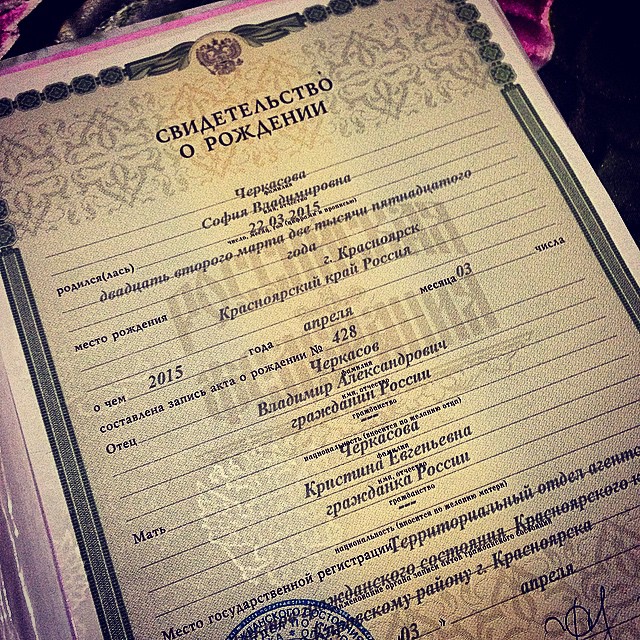 СВИДЕТЕЛЬСТВО
О РОЖДЕНИИ
Черкасова
фамилия
София Владимировна
22.03.2015
число, месяц, год (цифрами и прописью)
родился(лась)
двадцать второго марта две тысячи пятнадцатого
года
место рождения
г. Красноярск
Красноярский край Россия
о чем 2015 года апреля месяца 03 числа
составлена запись акта о рождении № 428
Отец
Черкасов
фамилия
Владимир Александрович
имя, отчество
гражданин России
гражданство
национальность (вносится по желанию отца)
Мать
Черкасова
фамилия
Кристина Евгеньевна
имя, отчество
гражданка России
гражданство
национальность (вносится по желанию матери)
Место государственной регистрации Территориальный отдел агентс
гражданского состояния Красноярского к
Кировскому району г. Красноярска
03 » апреля